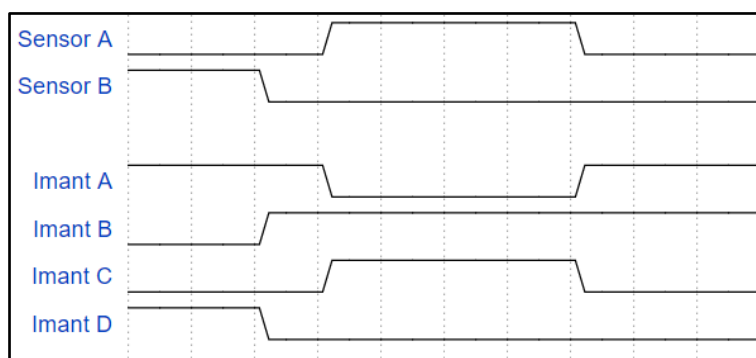 Sensor A
Sensor B
Imant A
Imant B
Imant C
Imant D